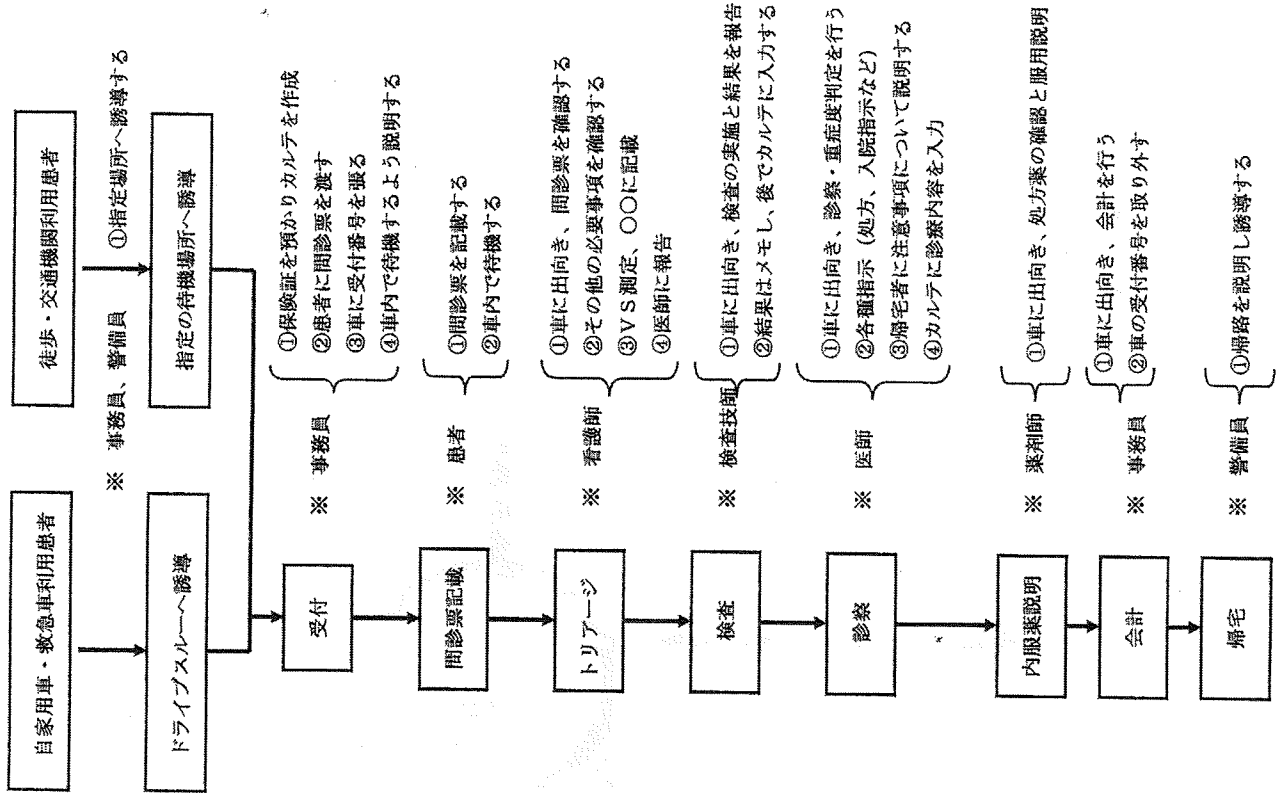 自家用車・救急車利用患者
徒歩・交通機関利用患者
※ 事務員、警備員 ①指定場所へ誘導する
ドライブスルーへ誘導
指定の待機場所へ誘導
受付
※ 事務員
①保険証を預かりカルテを作成
②患者に問診票を渡す
③車に受付番号を張る
④車内で待機するよう説明する
問診票記載
※ 患者
①問診票を記載する
②車内で待機する
トリアージ
※ 看護師
①車に出向き、問診票を確認する
②その他の必要事項を確認する
③VS測定、〇〇に記載
④医師に報告
検査
※ 検査技師
①車に出向き、検査の実施と結果を報告
②結果はメモし、後でカルテに入力する
診察
※ 医師
①車に出向き、診察・重症度判定を行う
②各種指示（処方、入院指示など）
③帰宅者に注意事項について説明する
④カルテに診療内容を入力
内服薬説明
※ 薬剤師
①車に出向き、処方薬の確認と服用説明
会計
※ 事務員
①車に出向き、会計を行う
②車の受付番号を取り外す
帰宅
※ 警備員
①帰路を説明し誘導する